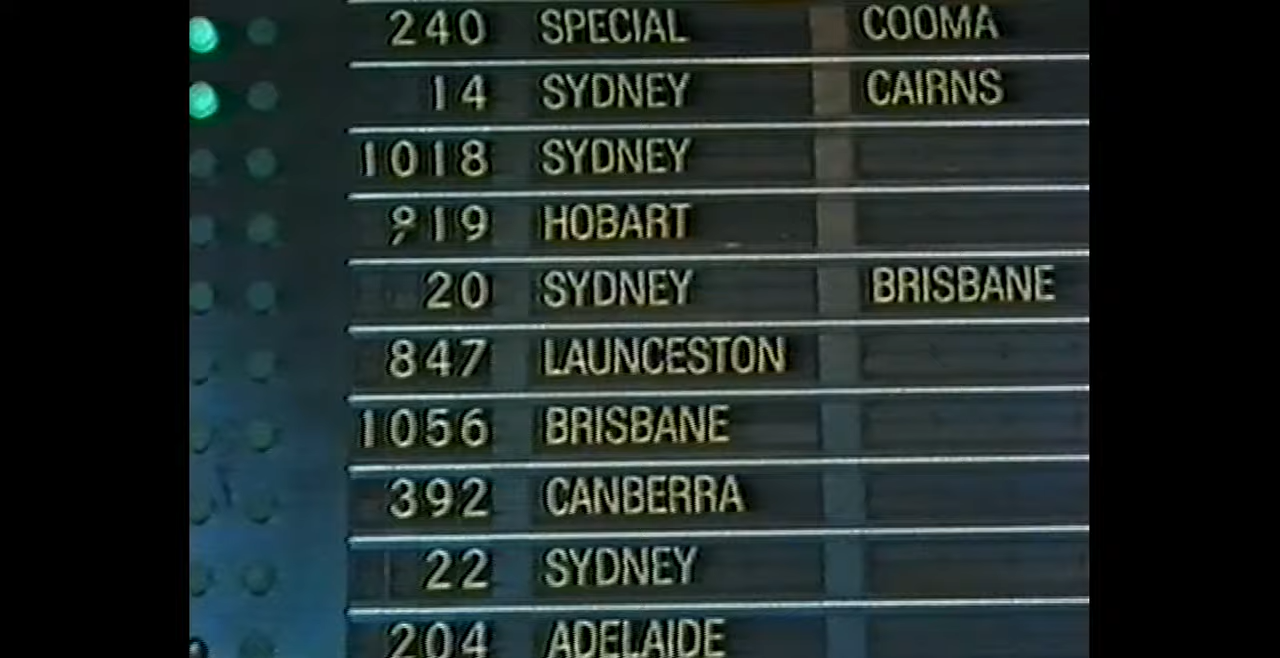 240 SPECIAL COOMA
14 SYDNEY CAIRNS
1018 SYDNEY
919 HOBART
20 SYDNEY BRISBANE
847 LAUNCESTON
1056 BRISBANE
392 CANBERRA
22 SYDNEY
204 ADELAIDE